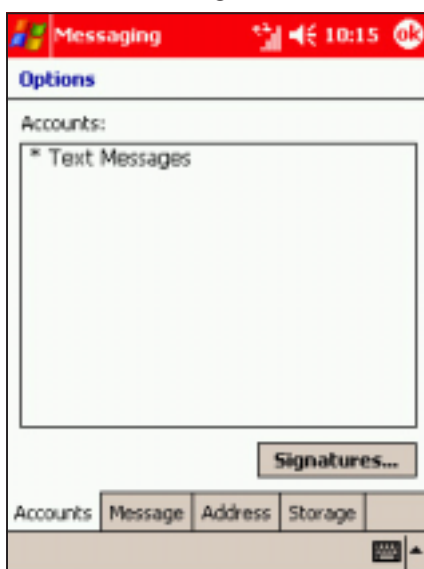 Messaging 10:15 ok
Options
Accounts:
* Text Messages
Signatures...
Accounts Message Address Storage